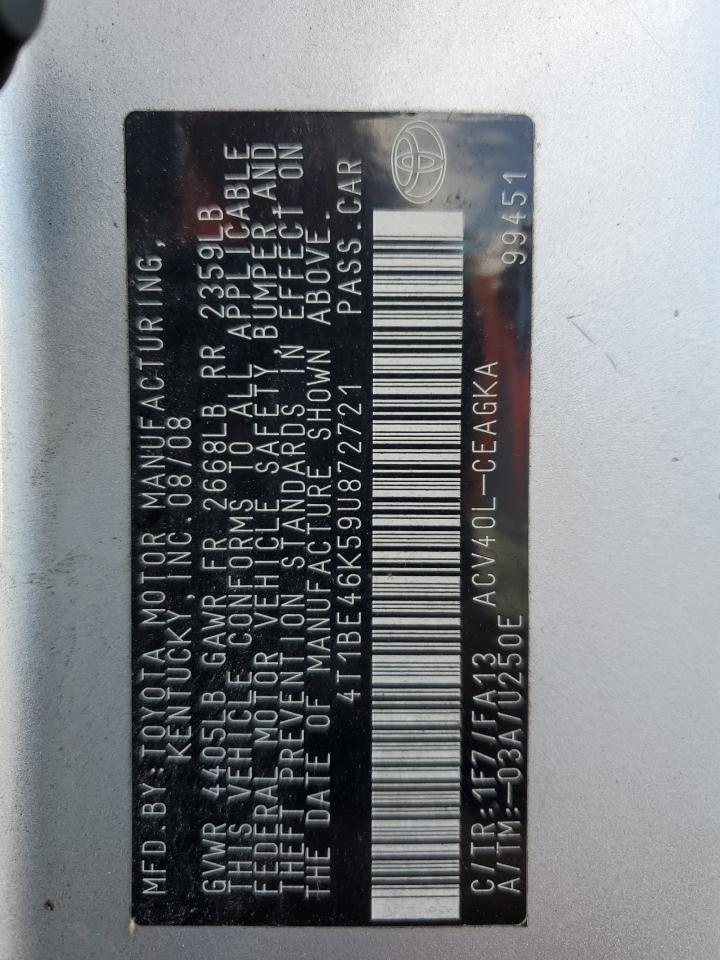 MFD.BY:TOYOTA MOTOR MANUFACTURING,
KENTUCKY, INC. 08/08
GVWR 4405LB GAWR FR 2668LB RR 2359LB
THIS VEHICLE CONFORMS TO ALL APPLICABLE
FEDERAL MOTOR VEHICLE SAFETY, BUMPER,AND
THEFT PREVENTION STANDARDS IN EFFECT ON
THE DATE OF MANUFACTURE SHOWN ABOVE.
4T1BE46K59U872721 PASS.CAR
C/TR:1F7/FA13 ACV40L-CEAGKA
A/TM:-03A/U250E 99451